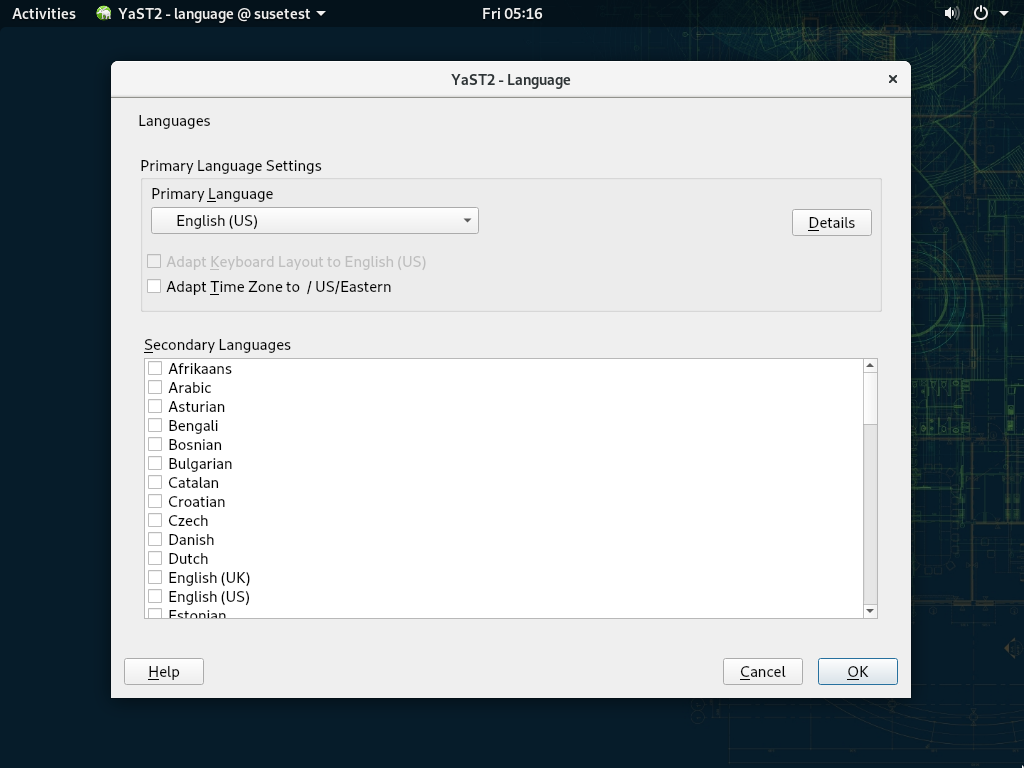 Activities YaST2 - language @ susetest Fri 05:16
YaST2 - Language
Languages
Primary Language Settings
Primary Language
English (US)
Details
Adapt Keyboard Layout to English (US)
Adapt Time Zone to / US/Eastern
Secondary Languages
Afrikaans
Arabic
Asturian
Bengali
Bosnian
Bulgarian
Catalan
Croatian
Czech
Danish
Dutch
English (UK)
English (US)
Estonian
Help Cancel OK